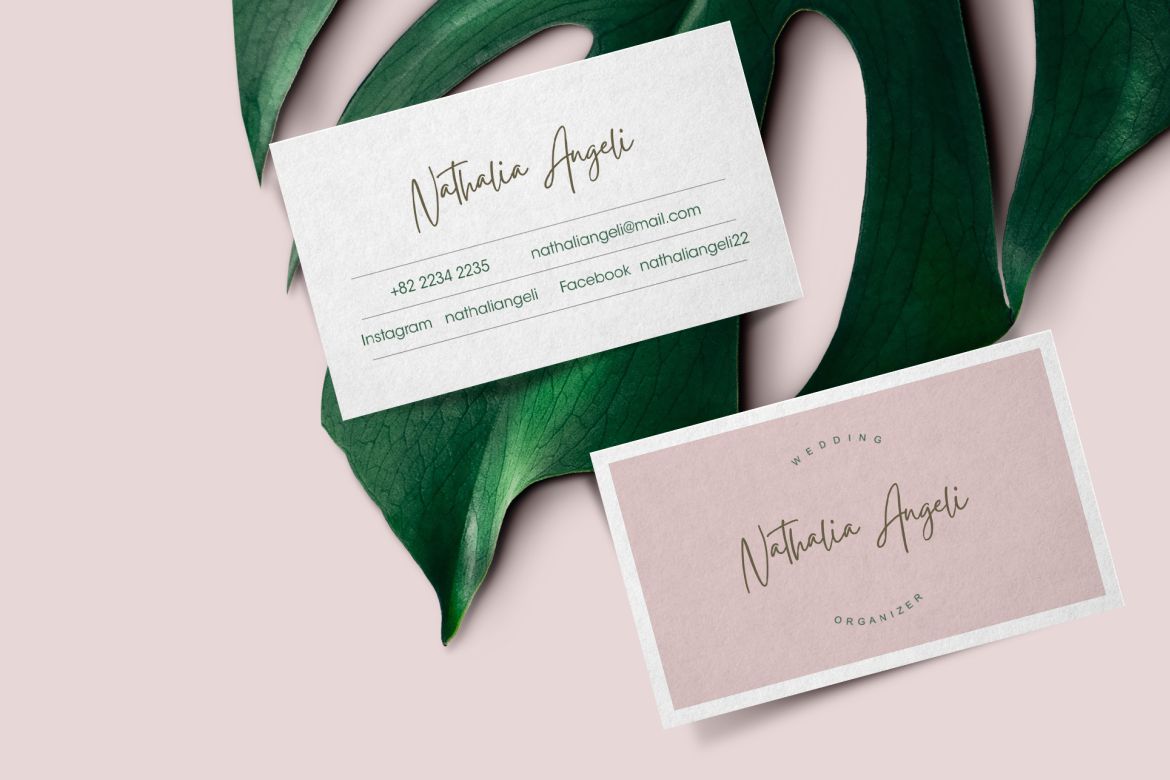 Nathalia Angeli
+82 2234 2235 nathaliangeli@mail.com
Instagram nathaliangeli Facebook nathaliangeli22
WEDDING
Nathalia Angeli
ORGANIZER